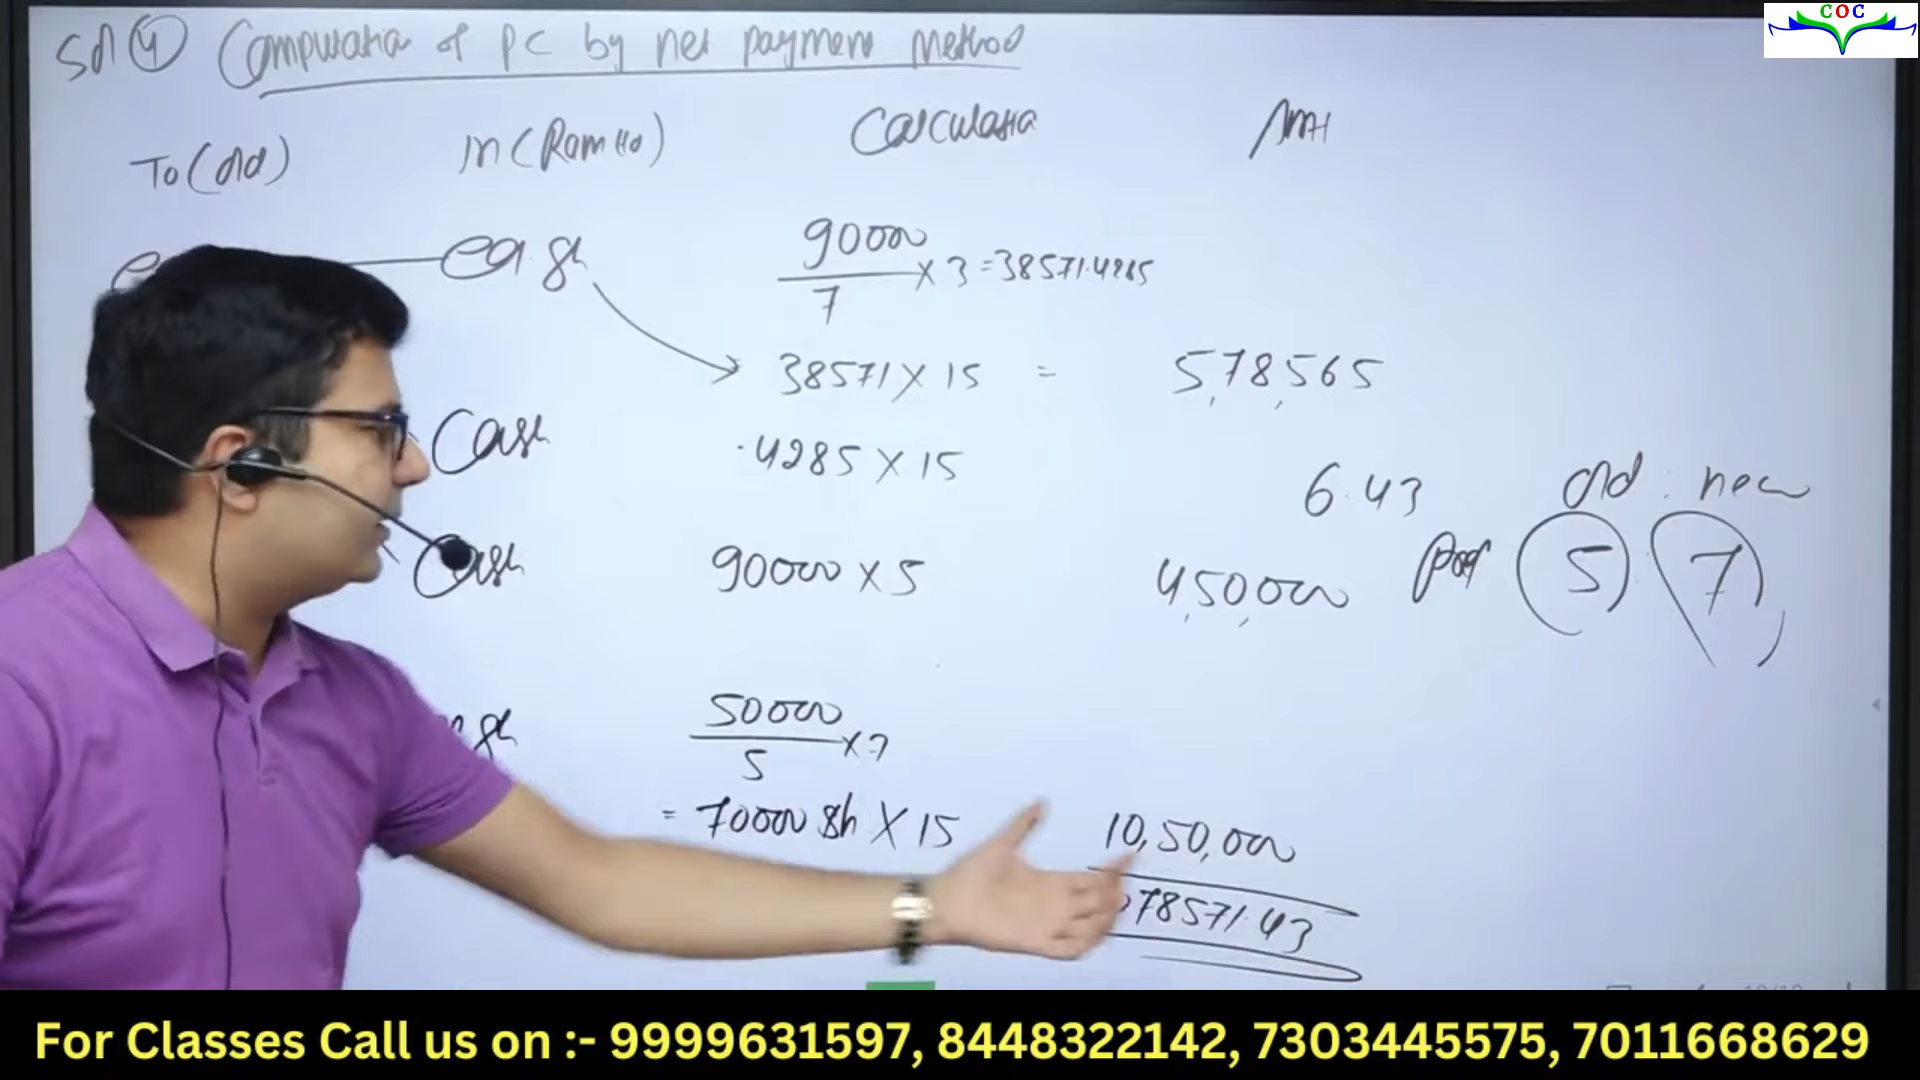 COC
Sol 4 Computation of PC by net payment method
To (old) in (Ram ltd) Calculation Amt
eq. sh 90000
7 × 3 = 38571.4285
38571 × 15 = 5,78,565
Cash .4285 × 15 6.43
old : new
Cash 90000 × 5 4,50,000 Pref 5 7
50000
5 × 7
= 70000 sh × 15 10,50,000
78571.43
For Classes Call us on :- 9999631597, 8448322142, 7303445575, 7011668629